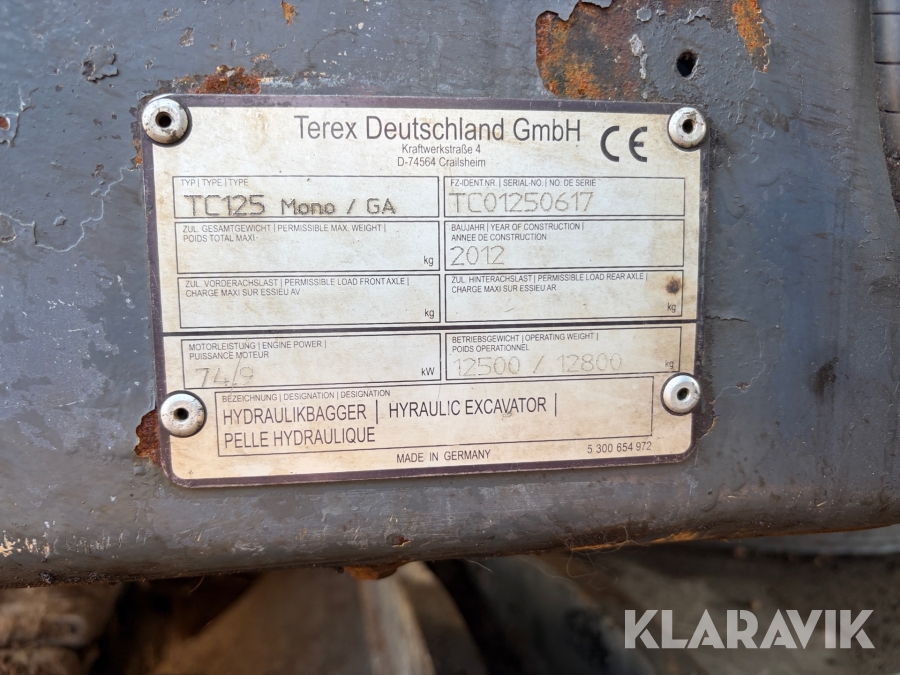 Terex Deutschland GmbH
Kraftwerkstraße 4
D-74564 Crailsheim
CE
TYP | TYPE | TYPE
TC125 Mono / GA
FZ-IDENT.NR. | SERIAL-NO. | NO. DE SERIE
TC01250617
ZUL. GESAMTGEWICHT | PERMISSIBLE MAX. WEIGHT |
POIDS TOTAL MAXI-
kg
BAUJAHR | YEAR OF CONSTRUCTION |
ANNEE DE CONSTRUCTION
2012
ZUL. VORDERACHSLAST | PERMISSIBLE LOAD FRONT AXLE |
CHARGE MAXI SUR ESSIEU AV
kg
ZUL. HINTERACHSLAST | PERMISSIBLE LOAD REAR AXLE |
CHARGE MAXI SUR ESSIEU AR
kg
MOTORLEISTUNG | ENGINE POWER |
PUISSANCE MOTEUR
74/9 kW
BETRIEBSGEWICHT | OPERATING WEIGHT |
POIDS OPERATIONNEL
12500 / 12800 kg
BEZEICHNUNG | DESIGNATION | DESIGNATION
HYDRAULIKBAGGER | HYRAULIC EXCAVATOR |
PELLE HYDRAULIQUE
MADE IN GERMANY
5 300 654 972
KLARAVIK